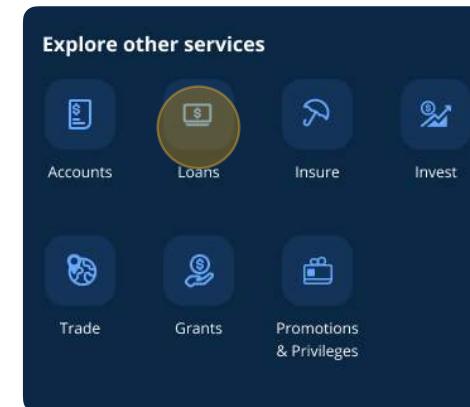 Explore other services
Accounts
Loans
Insure
Invest
Trade
Grants
Promotions
& Privileges